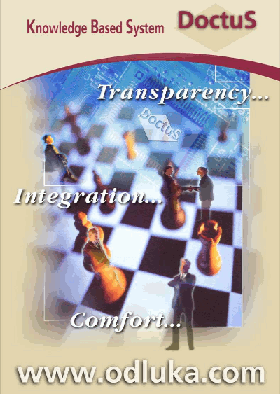 Knowledge Based System DoctuS
Transparency...
DoctuS
Integration...
Comfort...
www.odluka.com